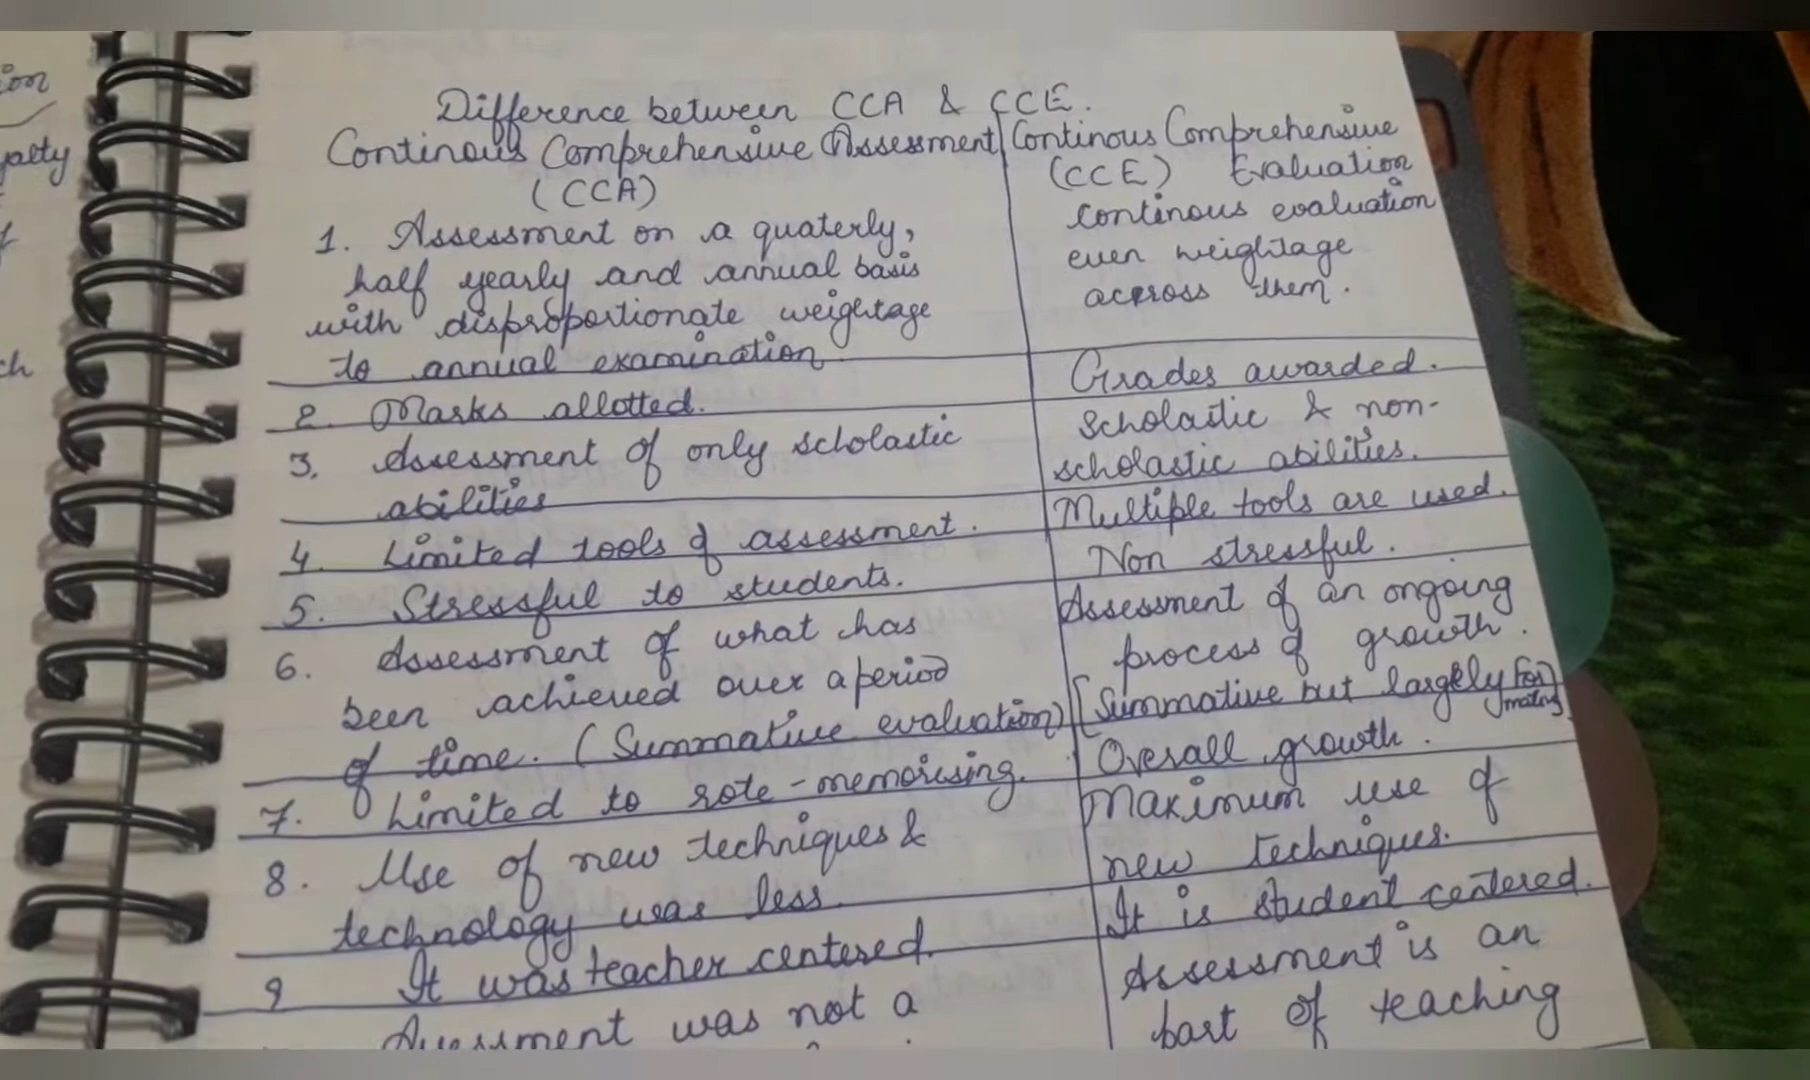 ion
yalty
ch
Difference between CCA & CCE.
Continous Comprehensive Assessment
(CCA)
Continous Comprehensive
(CCE) Evaluation
1. Assessment on a quaterly,
half yearly and annual basis
with disproportionate weightage
to annual examination.
continous evaluation
even weightage
accross them.
2. Marks allotted.
Grades awarded.
3. Assessment of only scholastic
abilities
Scholastic & non-
scholastic abilities.
4. Limited tools of assessment.
Multiple tools are used.
5. Stressful to students.
Non stressful.
6. Assessment of what has
been achieved over a period
of time. (Summative evaluation)
Assessment of an ongoing
process of growth.
[Summative but largely for
mating
7. Limited to rote-memorising.
Overall growth.
8. Use of new techniques &
technology was less.
Maximum use of
new techniques.
9 It was teacher centered.
It is student centered.
Assessment was not a
Assessment is an
part of teaching